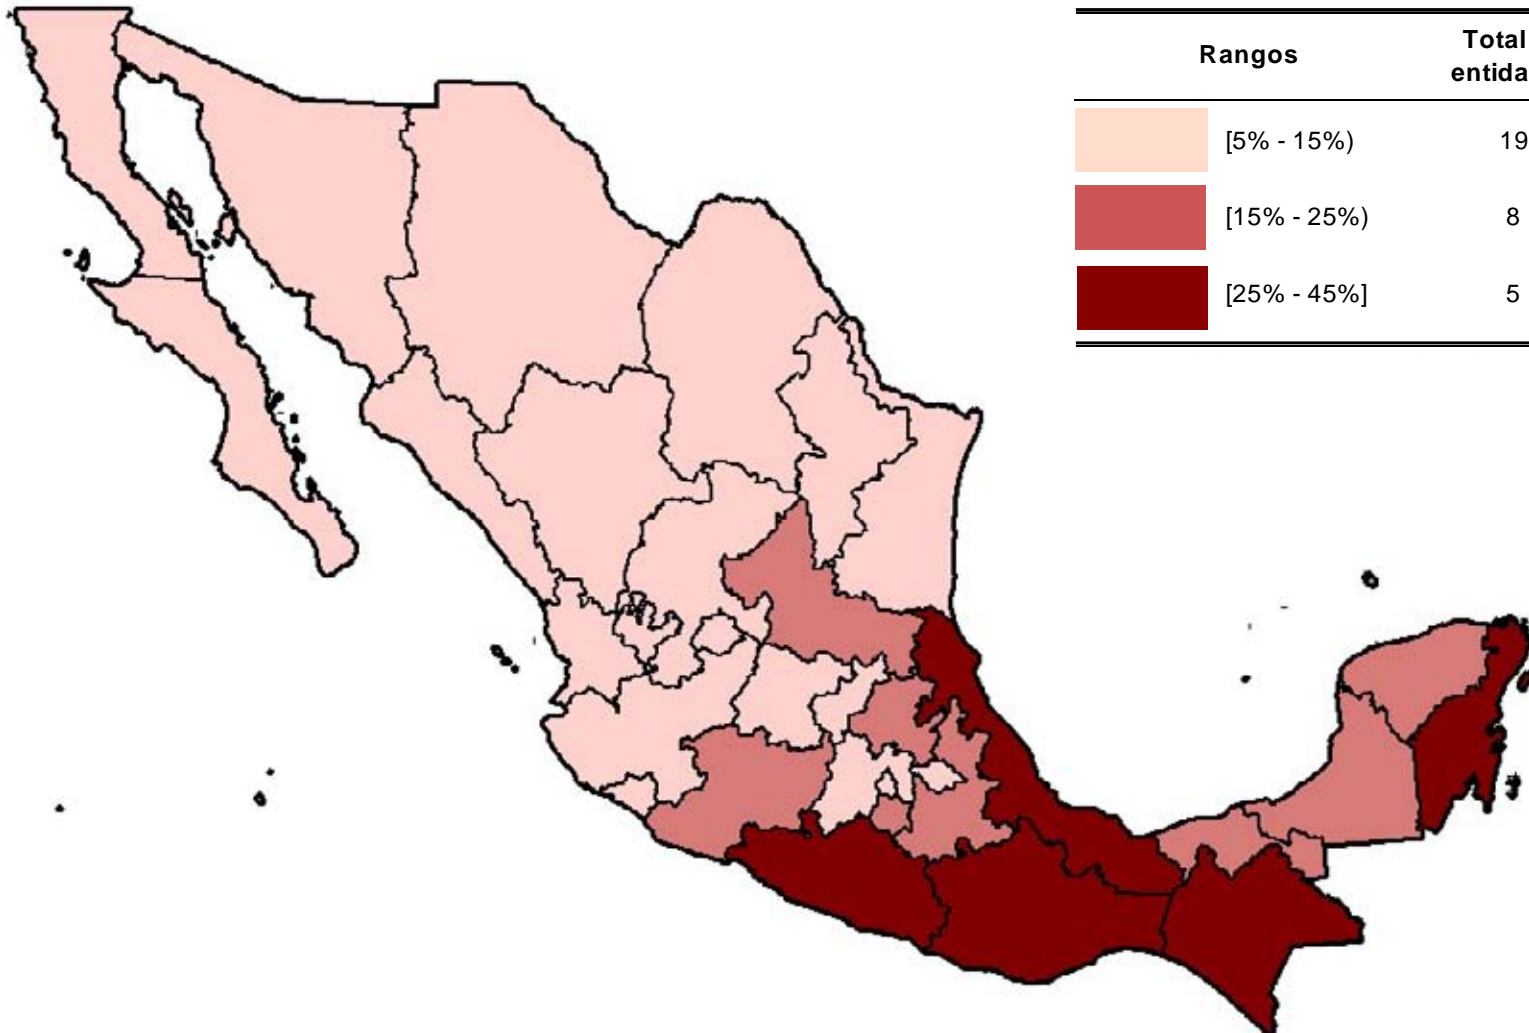 Rangos
Total
entida
[5% - 15%) 19
[15% - 25%) 8
[25% - 45%] 5